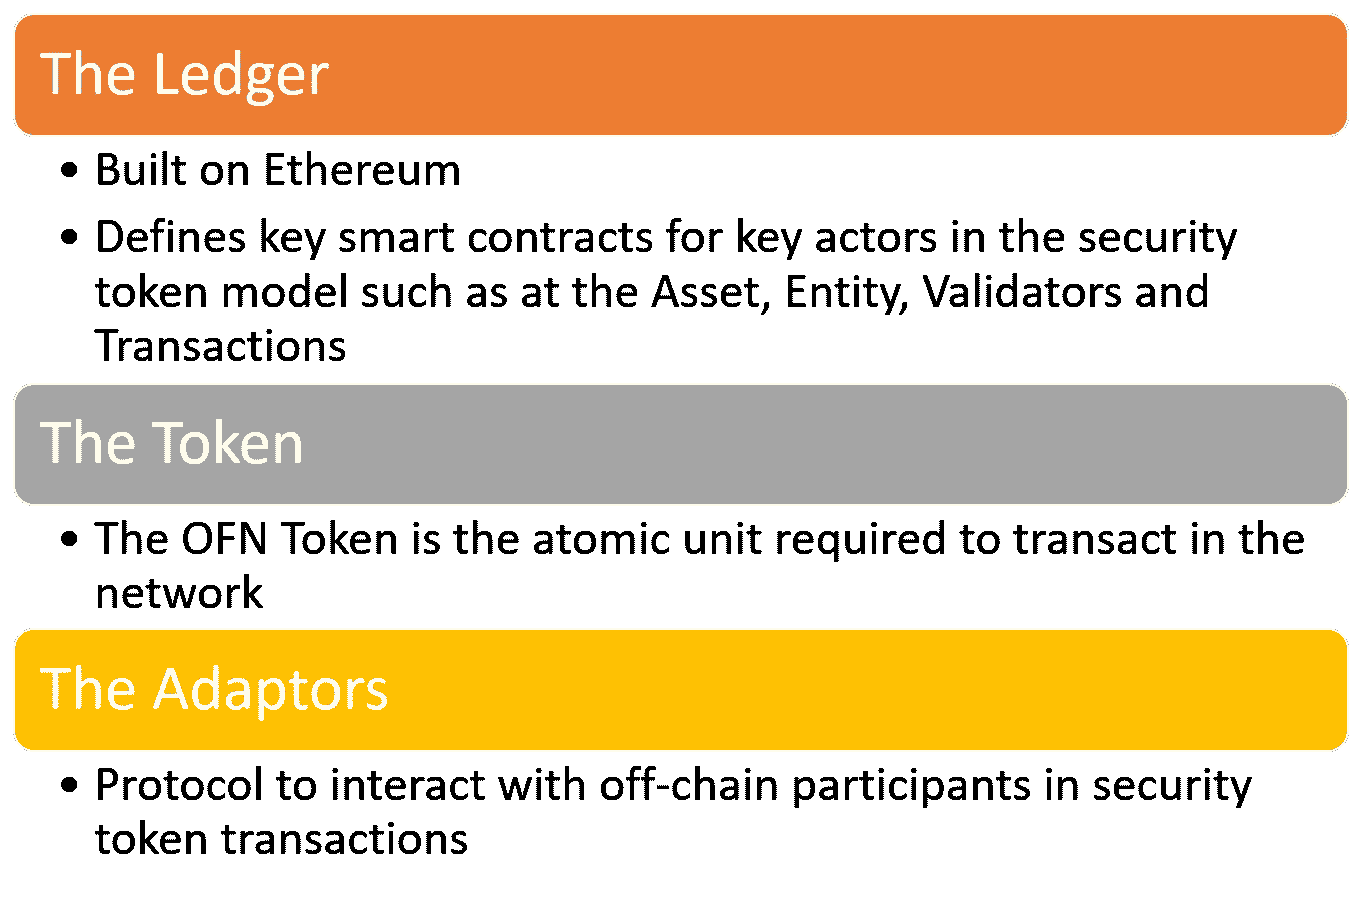 The Ledger
• Built on Ethereum
• Defines key smart contracts for key actors in the security
token model such as at the Asset, Entity, Validators and
Transactions
The Token
• The OFN Token is the atomic unit required to transact in the
network
The Adaptors
• Protocol to interact with off-chain participants in security
token transactions